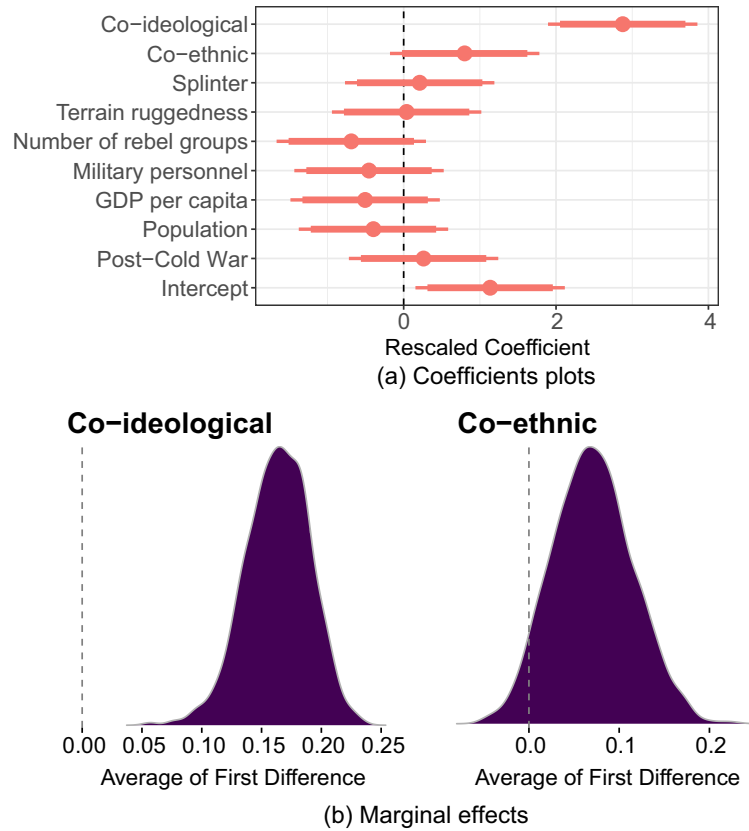 Co−ideological
Co−ethnic
Splinter
Terrain ruggedness
Number of rebel groups
Military personnel
GDP per capita
Population
Post−Cold War
Intercept
0 2 4
Rescaled Coefficient
(a) Coefficients plots
Co−ideological Co−ethnic
0.00 0.05 0.10 0.15 0.20 0.25 0.0 0.1 0.2
Average of First Difference Average of First Difference
(b) Marginal effects